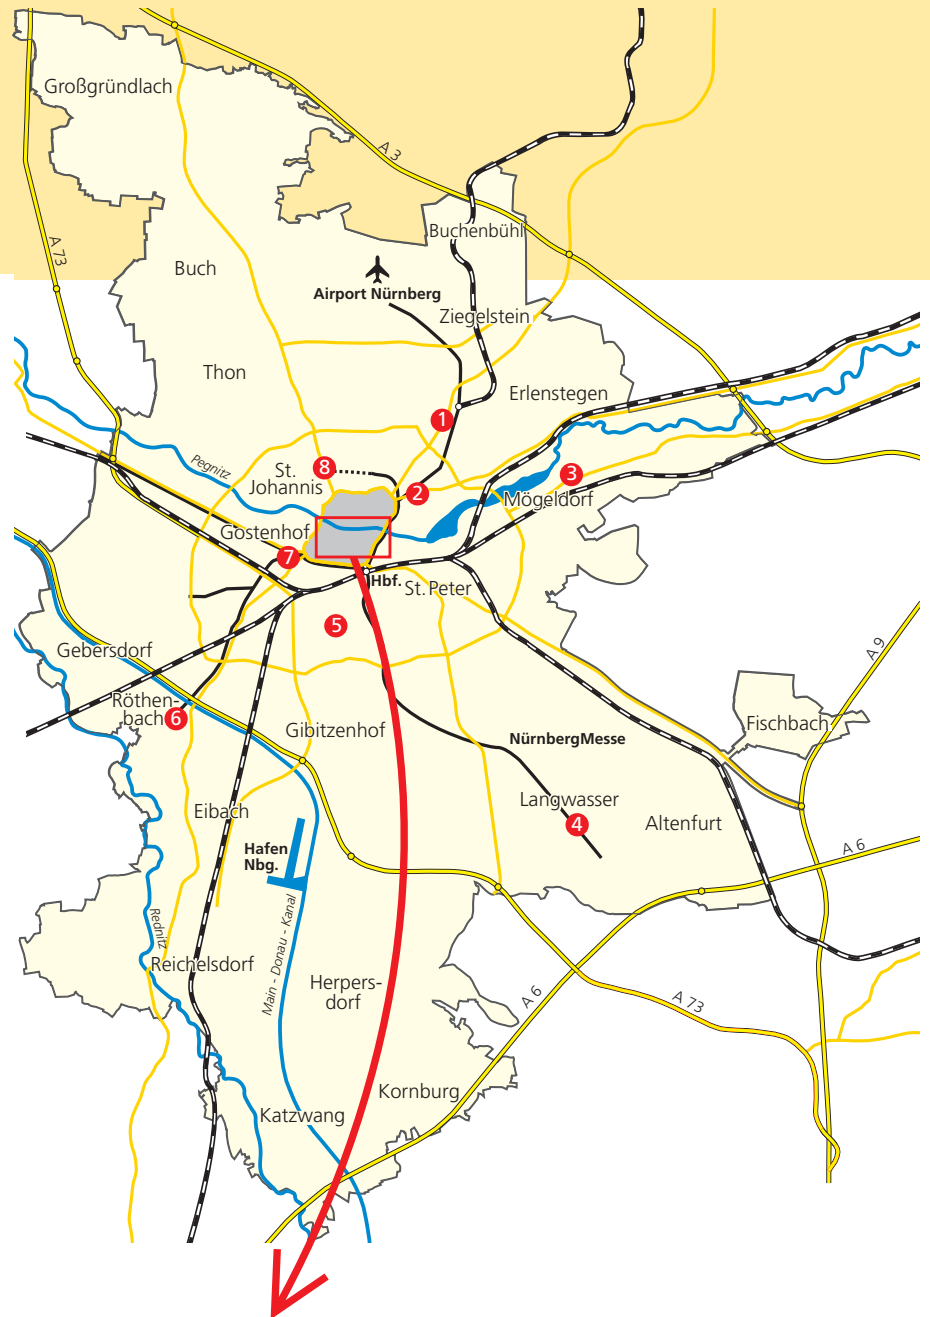 Großgründlach
A 3
A 73
Buchenbühl
Buch
Airport Nürnberg
Ziegelstein
Thon
Erlenstegen
1
Pegnitz
St.
Johannis
8
2
3
Mögeldorf
Gostenhof
7
Hbf.
St. Peter
5
Gebersdorf
A 9
Röthen-
bach
6
Gibitzenhof
NürnbergMesse
Fischbach
Eibach
Langwasser
4
Altenfurt
Hafen
Nbg.
A 6
Rednitz
Main - Donau - Kanal
Reichelsdorf
Herpers-
dorf
A 6
A 73
Kornburg
Katzwang